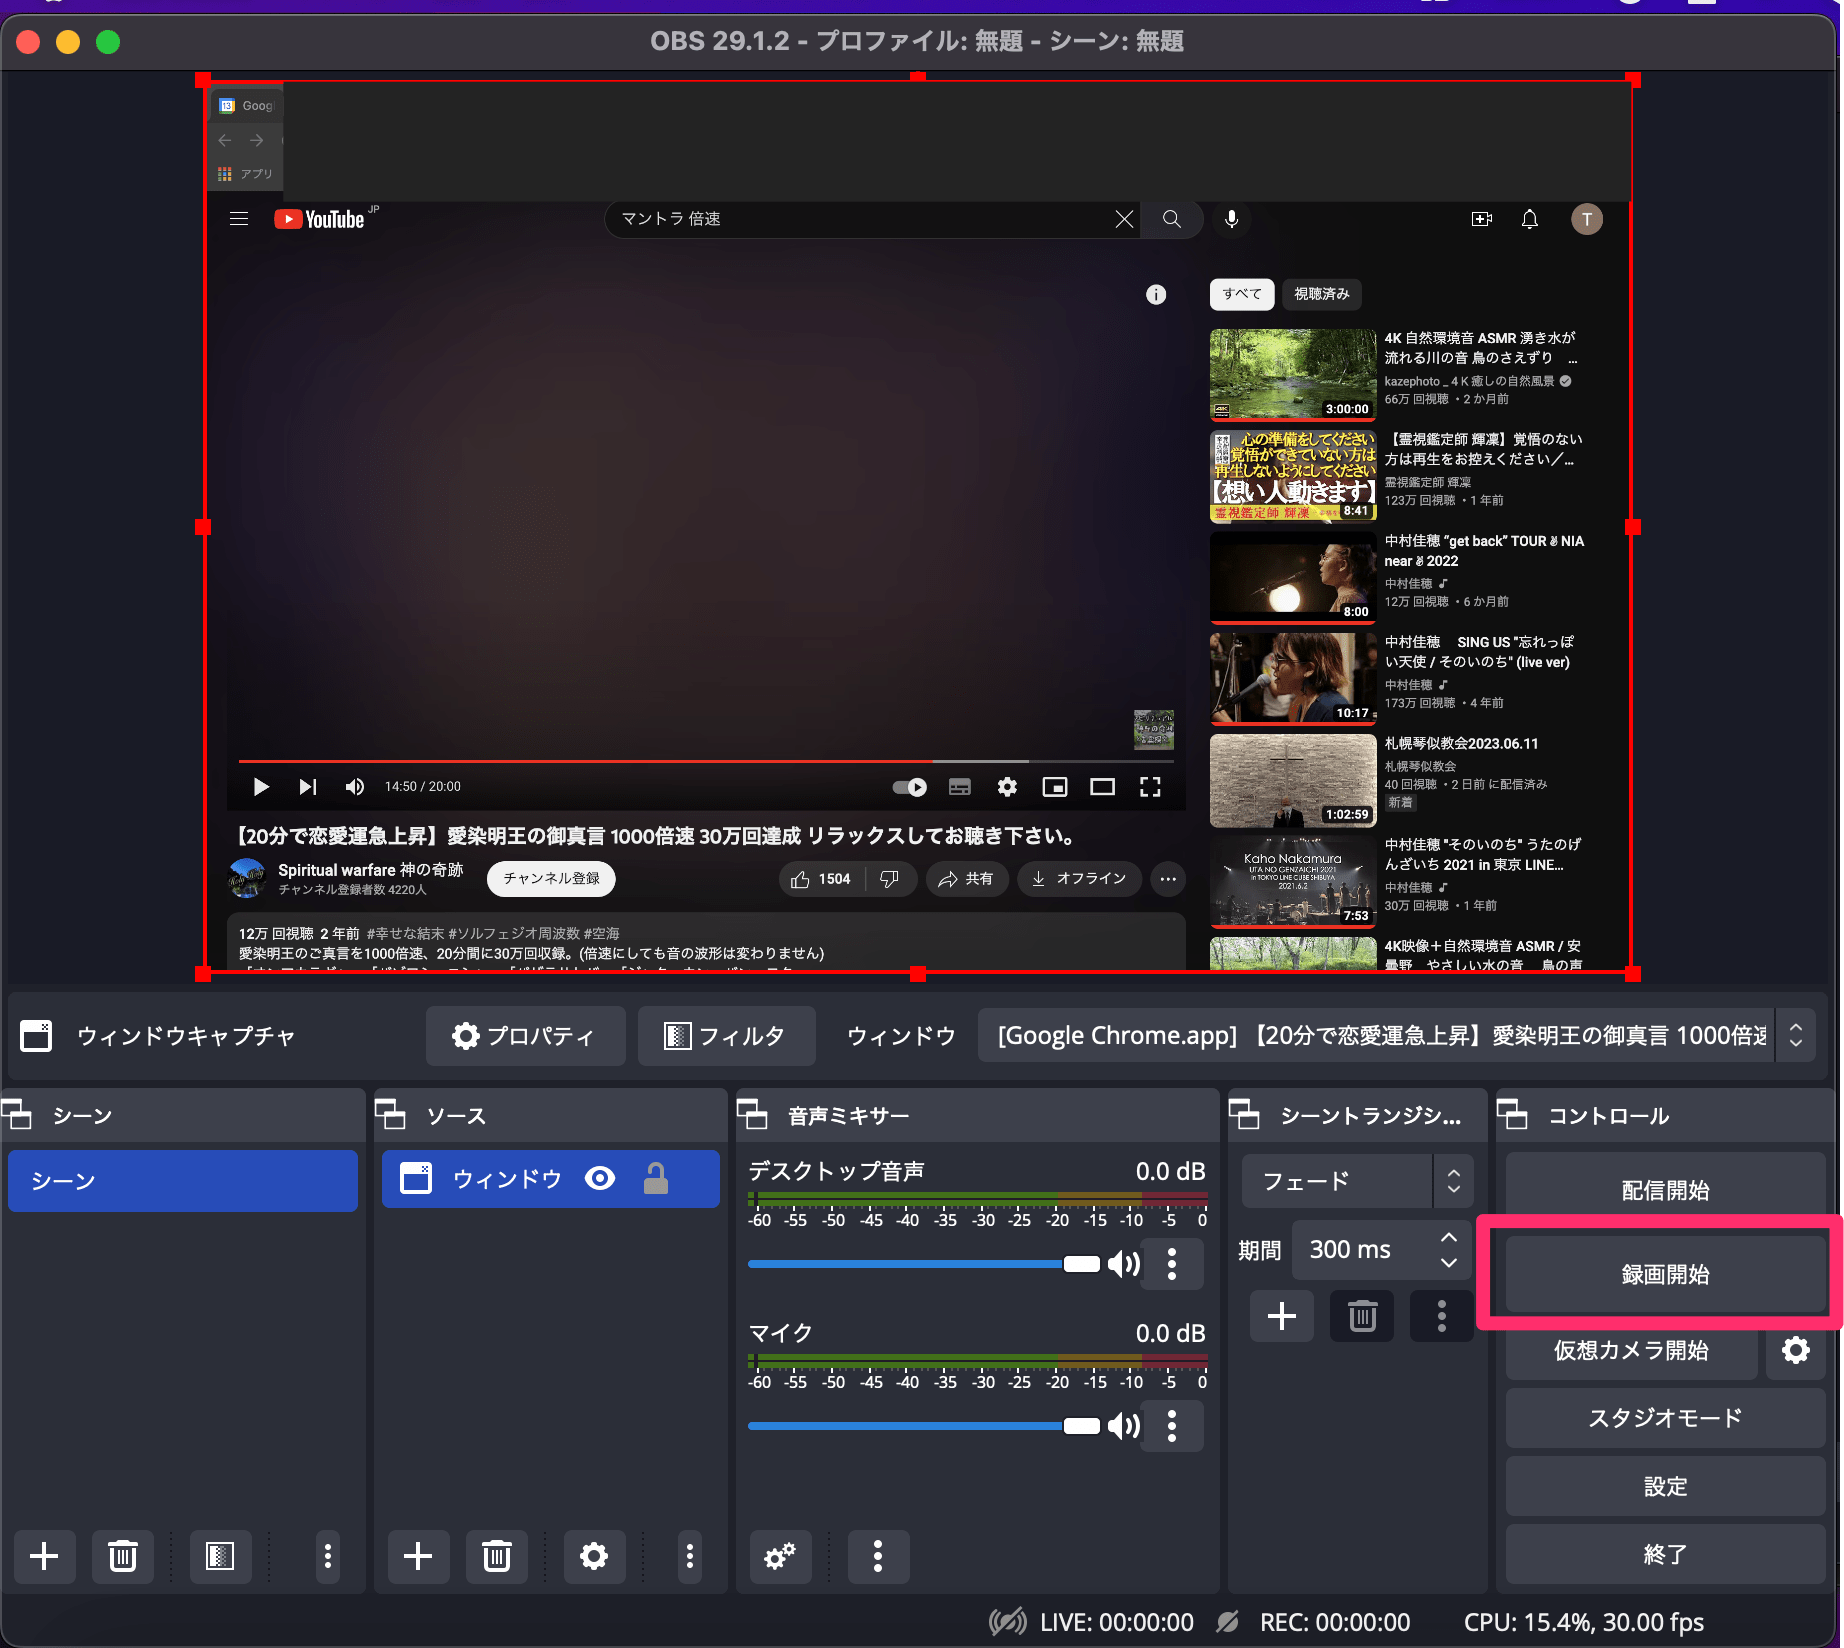 OBS 29.1.2 - プロファイル: 無題 - シーン: 無題
Goog
アプリ
YouTube JP
マントラ 倍速
T
すべて
視聴済み
4K 自然環境音 ASMR 湧き水が
流れる川の音 鳥のさえずり ...
kazephoto _ 4 K 癒しの自然風景
66万 回視聴 ・2 か月前
3:00:00
心の準備をしてください
覚悟ができていない方は
再生しないようにしてください
【想い人動きます】
霊視鑑定師 輝凜
8:41
【霊視鑑定師 輝凜】覚悟のない
方は再生をお控えください／...
霊視鑑定師 輝凜
123万 回視聴 ・1 年前
中村佳穂 “get back” TOUR ✌ NIA
near ✌ 2022
中村佳穂 ♪
12万 回視聴 ・6 か月前
8:00
中村佳穂 SING US "忘れっぽ
い天使 / そのいのち" (live ver)
中村佳穂 ♪
173万 回視聴 ・4 年前
10:17
札幌琴似教会2023.06.11
札幌琴似教会
40 回視聴 ・2 日前 に配信済み
新着
1:02:59
Kaho Nakamura
UTA NO GENZAICHI 2021
in TOKYO LINE CUBE SHIBUYA
2021.6.2
7:53
中村佳穂 "そのいのち" うたのげ
んざいち 2021 in 東京 LINE...
中村佳穂 ♪
30万 回視聴 ・1 年前
4K映像＋自然環境音 ASMR / 安
曇野 やさしい水の音 鳥の声
14:50 / 20:00
【20分で恋愛運急上昇】愛染明王の御真言 1000倍速 30万回達成 リラックスしてお聴き下さい。
Spiritual warfare 神の奇跡
チャンネル登録者数 4220人
チャンネル登録
1504
共有
オフライン
12万 回視聴 2 年前 #幸せな結末 #ソルフェジオ周波数 #空海
愛染明王のご真言を1000倍速、20分間に30万回収録。(倍速にしても音の波形は変わりません)
ウィンドウキャプチャ
プロパティ
フィルタ
ウィンドウ
[Google Chrome.app] 【20分で恋愛運急上昇】愛染明王の御真言 1000倍速
シーン
ソース
音声ミキサー
シーントランジシ...
コントロール
シーン
ウィンドウ
デスクトップ音声 0.0 dB
-60 -55 -50 -45 -40 -35 -30 -25 -20 -15 -10 -5 0
マイク 0.0 dB
-60 -55 -50 -45 -40 -35 -30 -25 -20 -15 -10 -5 0
フェード
期間 300 ms
配信開始
録画開始
仮想カメラ開始
スタジオモード
設定
終了
LIVE: 00:00:00 REC: 00:00:00 CPU: 15.4%, 30.00 fps